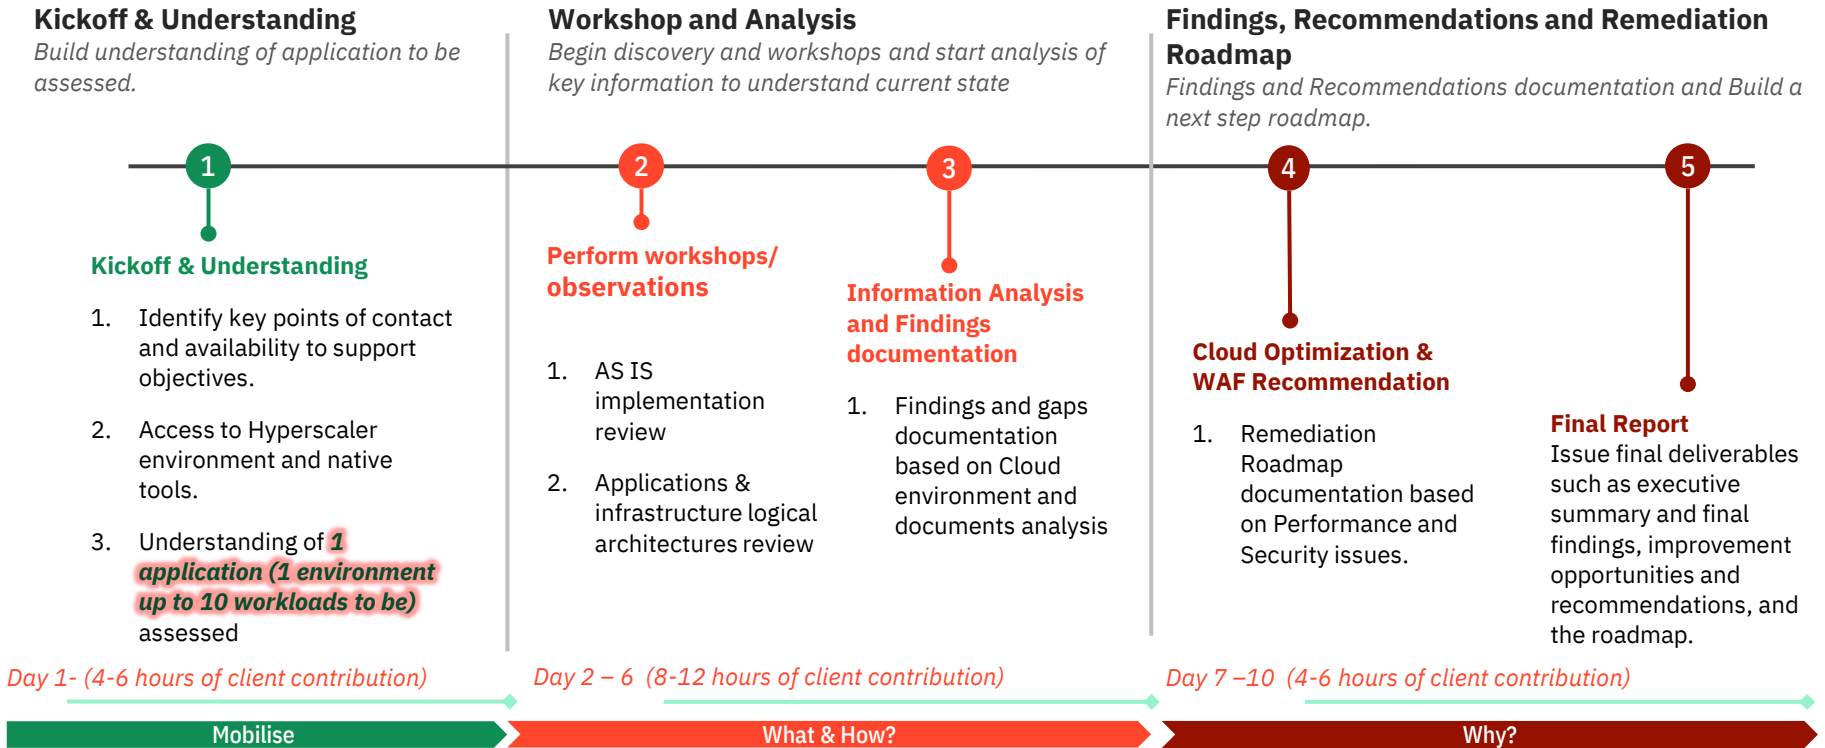 Kickoff & Understanding
Build understanding of application to be
assessed.
Workshop and Analysis
Begin discovery and workshops and start analysis of
key information to understand current state
Findings, Recommendations and Remediation
Roadmap
Findings and Recommendations documentation and Build a
next step roadmap.
1
2
3
4
5
Kickoff & Understanding
1. Identify key points of contact
and availability to support
objectives.
2. Access to Hyperscaler
environment and native
tools.
3. Understanding of 1
application (1 environment
up to 10 workloads to be)
assessed
Perform workshops/
observations
1. AS IS
implementation
review
2. Applications &
infrastructure logical
architectures review
Information Analysis
and Findings
documentation
1. Findings and gaps
documentation
based on Cloud
environment and
documents analysis
Cloud Optimization &
WAF Recommendation
1. Remediation
Roadmap
documentation based
on Performance and
Security issues.
Final Report
Issue final deliverables
such as executive
summary and final
findings, improvement
opportunities and
recommendations, and
the roadmap.
Day 1- (4-6 hours of client contribution)
Day 2 – 6 (8-12 hours of client contribution)
Day 7 –10 (4-6 hours of client contribution)
Mobilise
What & How?
Why?